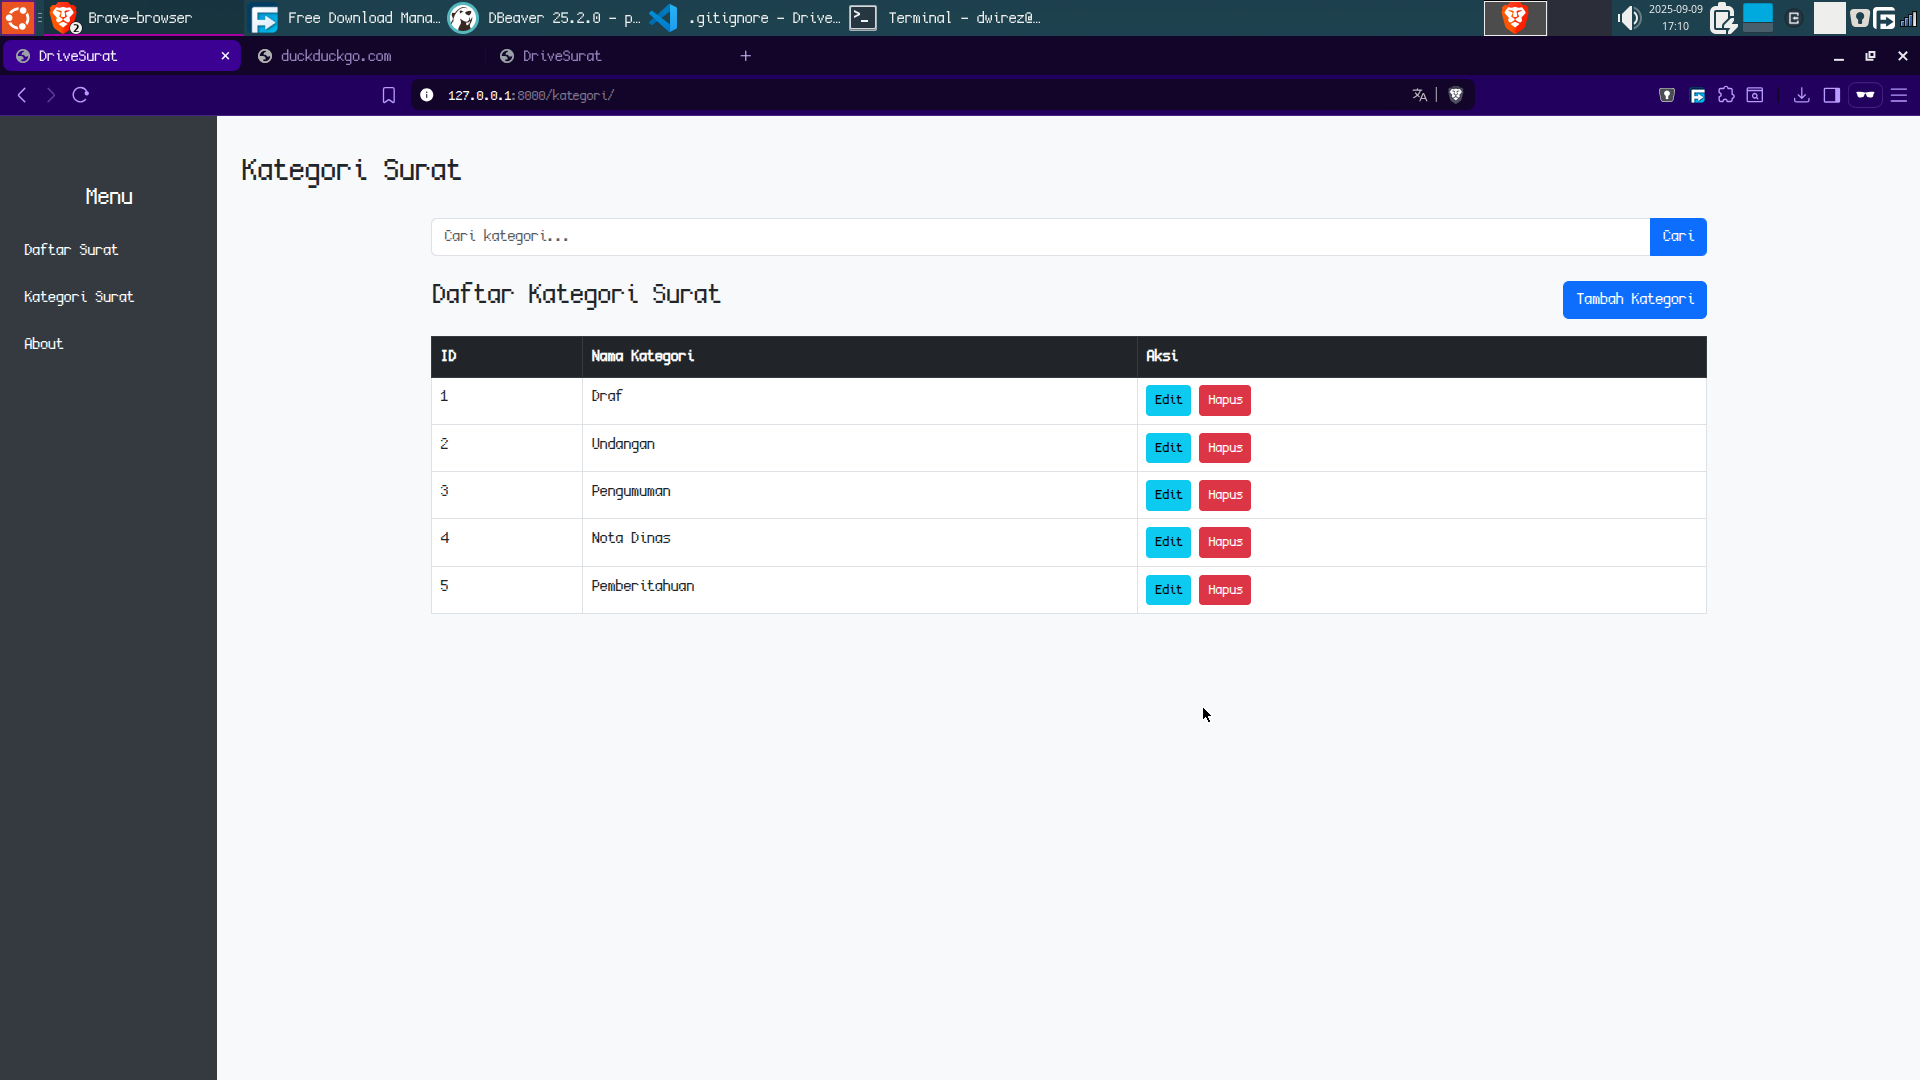 Brave-browser
2
Free Download Mana...
DBeaver 25.2.0 - p...
.gitignore - Drive...
Terminal - dwirez@...
2025-09-09
17:10
DriveSurat
duckduckgo.com
DriveSurat
127.0.0.1:8000/kategori/
Menu
Daftar Surat
Kategori Surat
About
Kategori Surat
Cari kategori...
Cari
Daftar Kategori Surat
Tambah Kategori
ID Nama Kategori Aksi
1 Draf Edit Hapus
2 Undangan Edit Hapus
3 Pengumuman Edit Hapus
4 Nota Dinas Edit Hapus
5 Pemberitahuan Edit Hapus